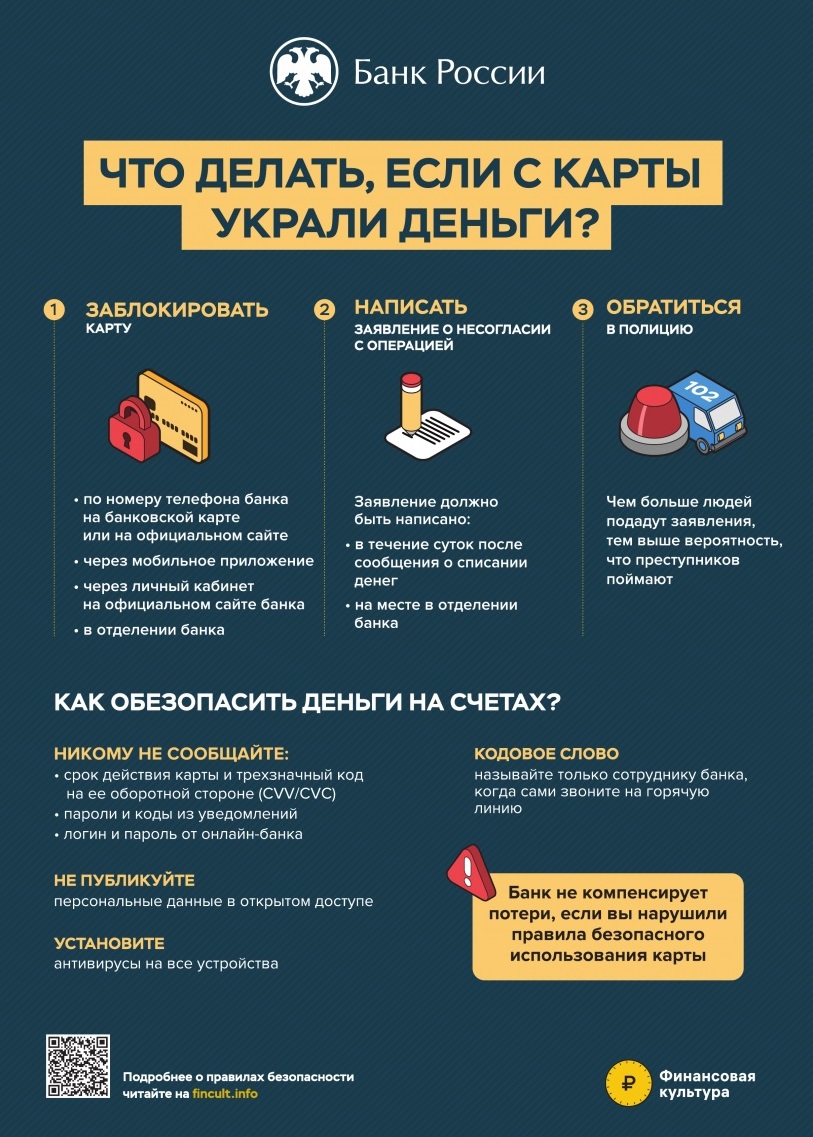 Банк России
ЧТО ДЕЛАТЬ, ЕСЛИ С КАРТЫ
УКРАЛИ ДЕНЬГИ?
1
ЗАБЛОКИРОВАТЬ
КАРТУ
• по номеру телефона банка
на банковской карте
или на официальном сайте
• через мобильное приложение
• через личный кабинет
на официальном сайте банка
• в отделении банка
2
НАПИСАТЬ
ЗАЯВЛЕНИЕ О НЕСОГЛАСИИ
С ОПЕРАЦИЕЙ
Заявление должно
быть написано:
• в течение суток после
сообщения о списании
денег
• на месте в отделении
банка
3
ОБРАТИТЬСЯ
В ПОЛИЦИЮ
102
Чем больше людей
подадут заявления,
тем выше вероятность,
что преступников
поймают
КАК ОБЕЗОПАСИТЬ ДЕНЬГИ НА СЧЕТАХ?
НИКОМУ НЕ СООБЩАЙТЕ:
• срок действия карты и трехзначный код
на ее оборотной стороне (CVV/CVC)
• пароли и коды из уведомлений
• логин и пароль от онлайн-банка
НЕ ПУБЛИКУЙТЕ
персональные данные в открытом доступе
УСТАНОВИТЕ
антивирусы на все устройства
КОДОВОЕ СЛОВО
называйте только сотруднику банка,
когда сами звоните на горячую
линию
Банк не компенсирует
потери, если вы нарушили
правила безопасного
использования карты
Подробнее о правилах безопасности
читайте на fincult.info
Финансовая
культура